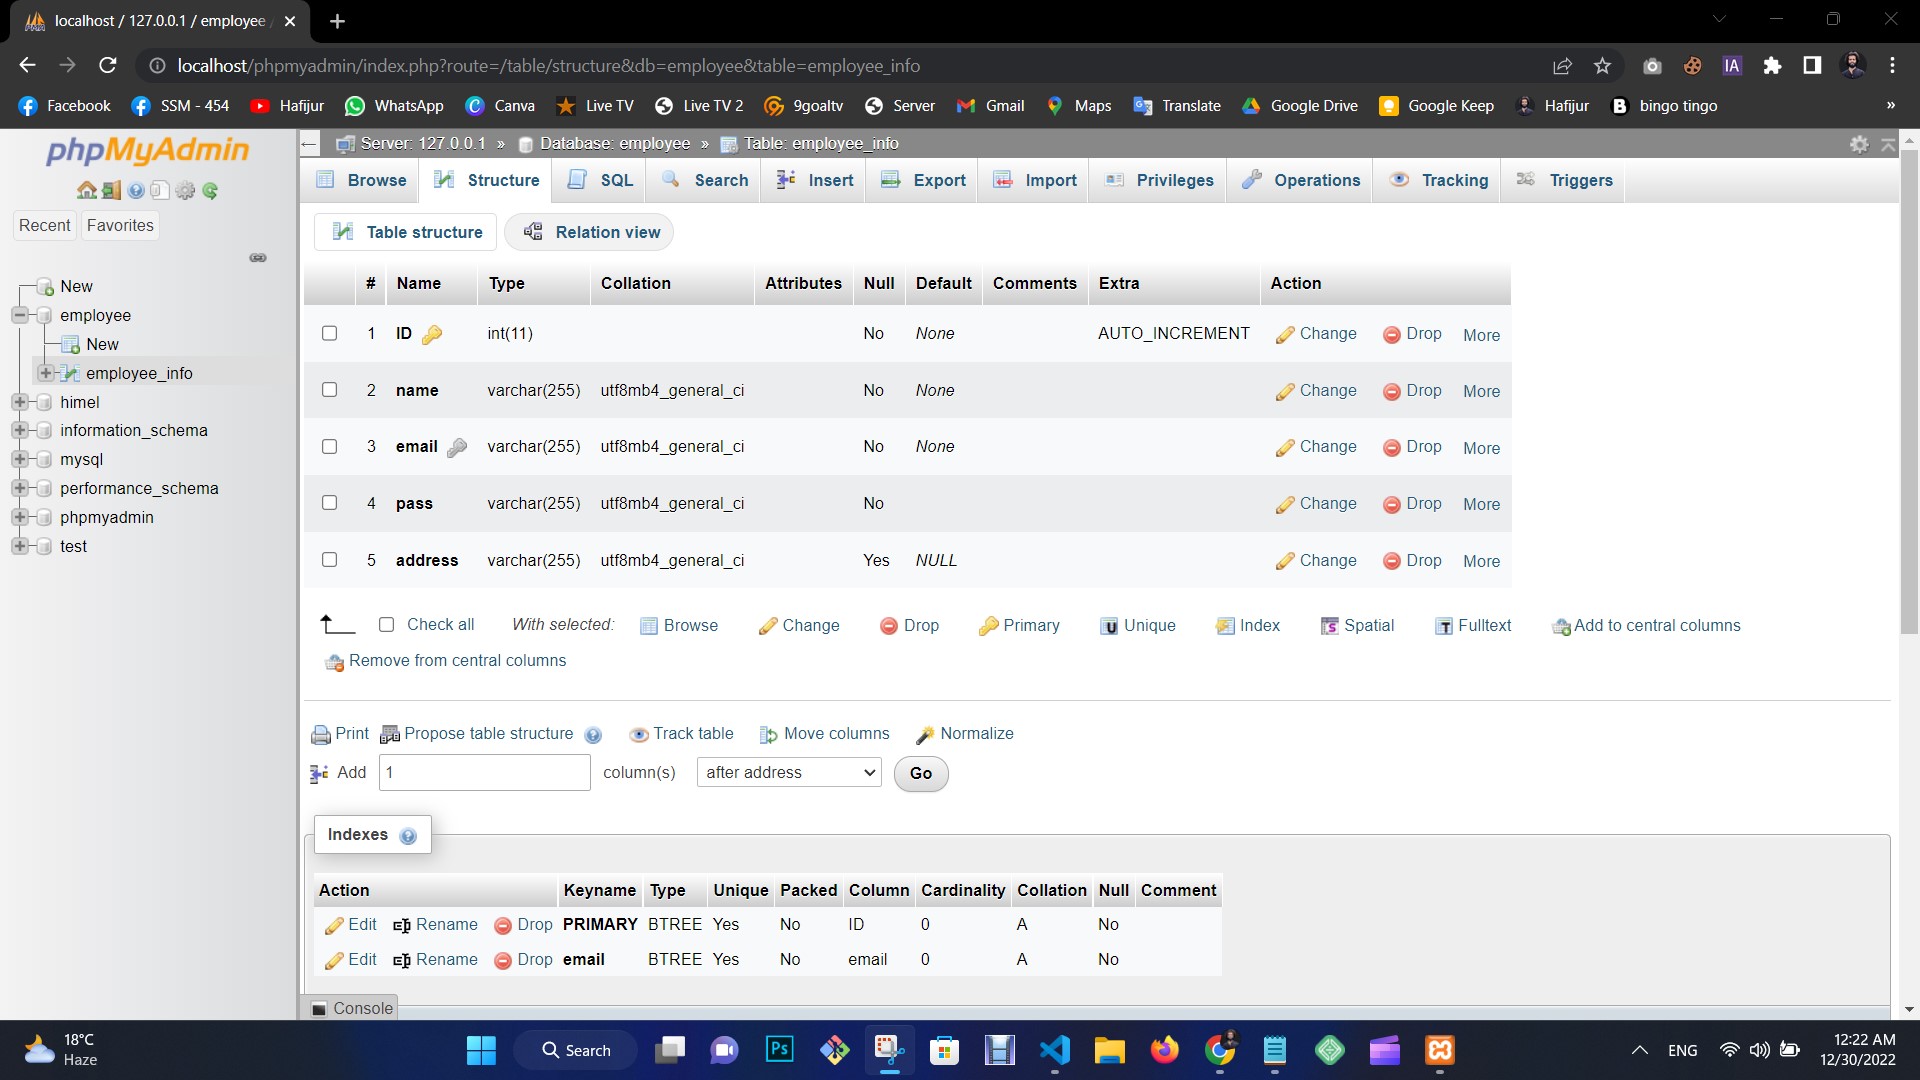 localhost / 127.0.0.1 / employee /
localhost/phpmyadmin/index.php?route=/table/structure&db=employee&table=employee_info
IA
Facebook SSM - 454 Hafijur WhatsApp Canva Live TV Live TV 2 9goaltv Server Gmail Maps Translate Google Drive Google Keep Hafijur bingo tingo »
phpMyAdmin
Recent Favorites
New
employee
New
employee_info
himel
information_schema
mysql
performance_schema
phpmyadmin
test
Server: 127.0.0.1 » Database: employee » Table: employee_info
Browse Structure SQL Search Insert Export Import Privileges Operations Tracking Triggers
Table structure Relation view
# Name Type Collation Attributes Null Default Comments Extra Action
1 ID int(11) No None AUTO_INCREMENT Change Drop More
2 name varchar(255) utf8mb4_general_ci No None Change Drop More
3 email varchar(255) utf8mb4_general_ci No None Change Drop More
4 pass varchar(255) utf8mb4_general_ci No Change Drop More
5 address varchar(255) utf8mb4_general_ci Yes NULL Change Drop More
Check all With selected: Browse Change Drop Primary Unique Index Spatial Fulltext Add to central columns
Remove from central columns
Print Propose table structure Track table Move columns Normalize
Add 1 column(s) after address Go
Indexes
Action Keyname Type Unique Packed Column Cardinality Collation Null Comment
Edit Rename Drop PRIMARY BTREE Yes No ID 0 A No
Edit Rename Drop email BTREE Yes No email 0 A No
Console
18°C
Haze
Search
Ps
ENG
12:22 AM
12/30/2022